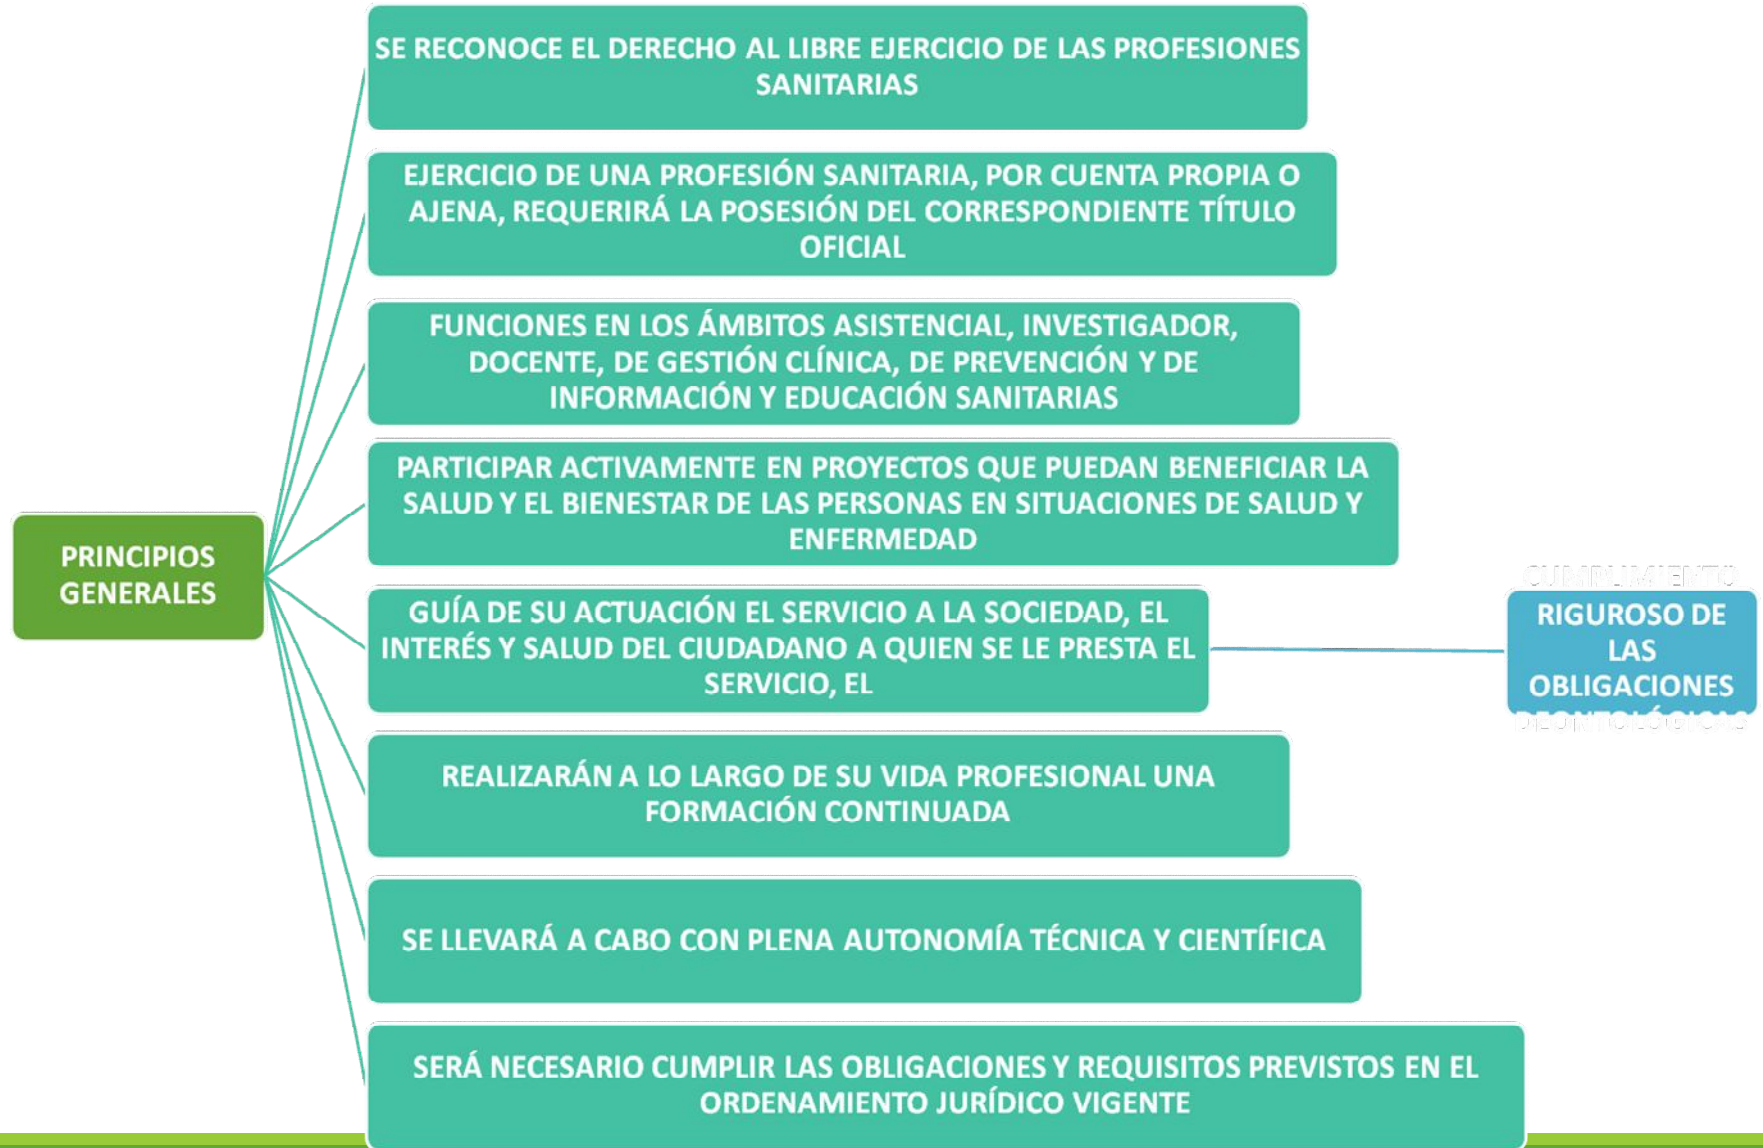 SE RECONOCE EL DERECHO AL LIBRE EJERCICIO DE LAS PROFESIONES
SANITARIAS
EJERCICIO DE UNA PROFESIÓN SANITARIA, POR CUENTA PROPIA O
AJENA, REQUERIRÁ LA POSESIÓN DEL CORRESPONDIENTE TÍTULO
OFICIAL
FUNCIONES EN LOS ÁMBITOS ASISTENCIAL, INVESTIGADOR,
DOCENTE, DE GESTIÓN CLÍNICA, DE PREVENCIÓN Y DE
INFORMACIÓN Y EDUCACIÓN SANITARIAS
PARTICIPAR ACTIVAMENTE EN PROYECTOS QUE PUEDAN BENEFICIAR LA
SALUD Y EL BIENESTAR DE LAS PERSONAS EN SITUACIONES DE SALUD Y
ENFERMEDAD
PRINCIPIOS
GENERALES
GUÍA DE SU ACTUACIÓN EL SERVICIO A LA SOCIEDAD, EL
INTERÉS Y SALUD DEL CIUDADANO A QUIEN SE LE PRESTA EL
SERVICIO, EL
CUMPLIMIENTO
RIGUROSO DE
LAS
OBLIGACIONES
DEONTOLÓGICAS
REALIZARÁN A LO LARGO DE SU VIDA PROFESIONAL UNA
FORMACIÓN CONTINUADA
SE LLEVARÁ A CABO CON PLENA AUTONOMÍA TÉCNICA Y CIENTÍFICA
SERÁ NECESARIO CUMPLIR LAS OBLIGACIONES Y REQUISITOS PREVISTOS EN EL
ORDENAMIENTO JURÍDICO VIGENTE